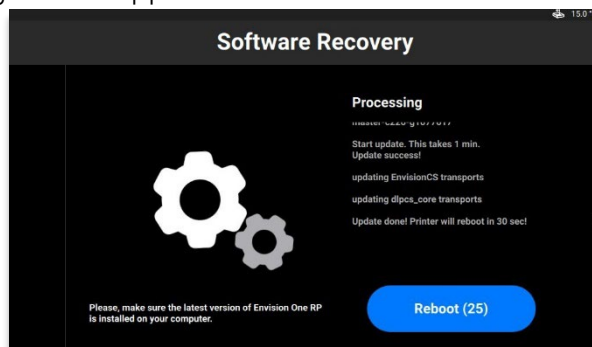 15.0
Software Recovery
Processing
Start update. This takes 1 min.
Update success!
updating EnvisionCS transports
updating dlpcs_core transports
Update done! Printer will reboot in 30 sec!
Please, make sure the latest version of Envision One RP
is installed on your computer.
Reboot (25)